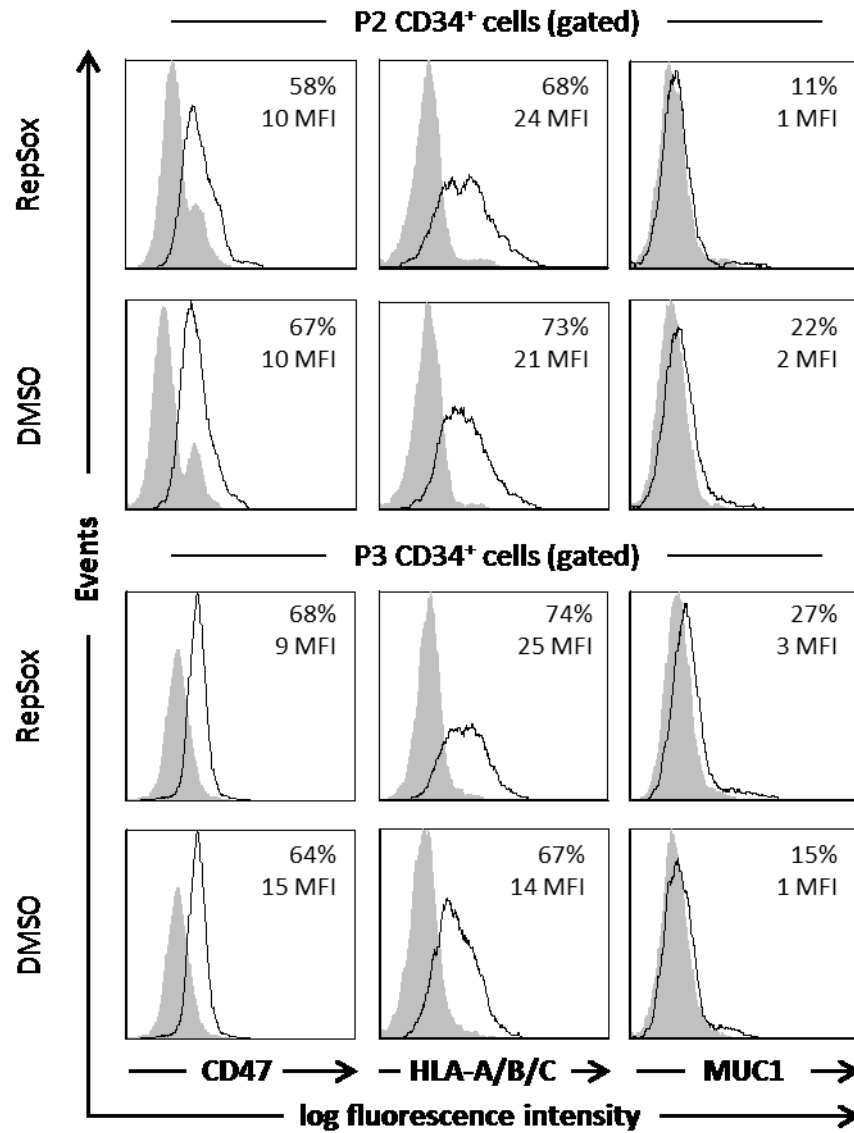 P2 CD34⁺ cells (gated)
RepSox
58%
10 MFI
68%
24 MFI
11%
1 MFI
DMSO
67%
10 MFI
73%
21 MFI
22%
2 MFI
P3 CD34⁺ cells (gated)
Events
RepSox
68%
9 MFI
74%
25 MFI
27%
3 MFI
DMSO
64%
15 MFI
67%
14 MFI
15%
1 MFI
CD47
HLA-A/B/C
MUC1
log fluorescence intensity